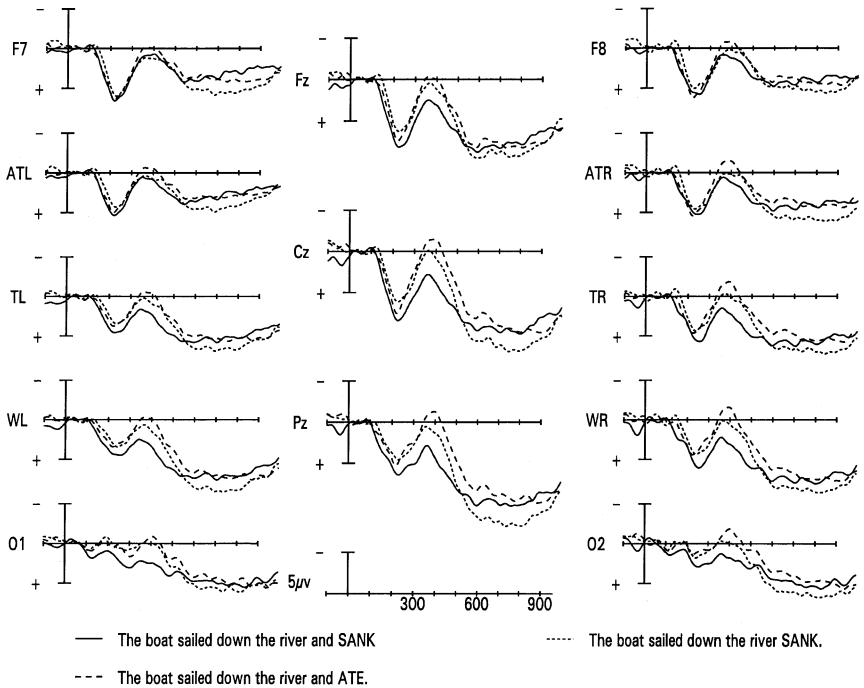 F7
Fz
F8
ATL
ATR
Cz
TL
TR
WL
Pz
WR
O1
O2
5μv
300 600 900
The boat sailed down the river and SANK
The boat sailed down the river SANK.
The boat sailed down the river and ATE.